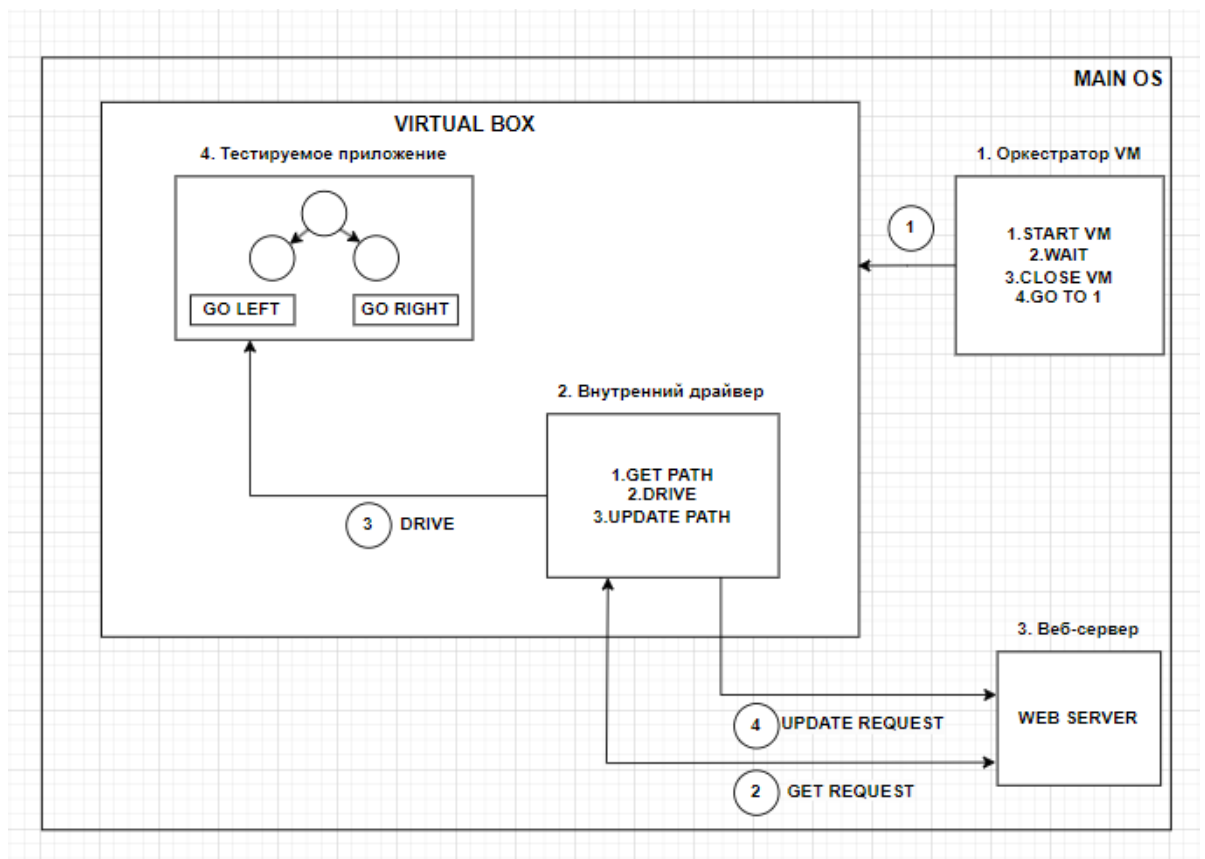 MAIN OS
VIRTUAL BOX
4. Тестируемое приложение
GO LEFT
GO RIGHT
1. Оркестратор VM
1
1.START VM
2.WAIT
3.CLOSE VM
4.GO TO 1
2. Внутренний драйвер
1.GET PATH
2.DRIVE
3.UPDATE PATH
3 DRIVE
3. Веб-сервер
WEB SERVER
4 UPDATE REQUEST
2 GET REQUEST